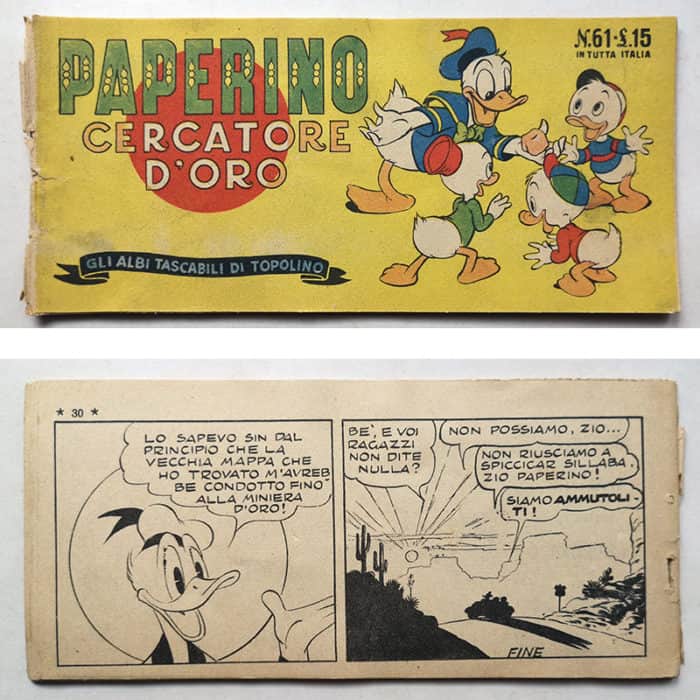 PAPERINO
CERCATORE
D'ORO
N.61·£.15
IN TUTTA ITALIA
GLI ALBI TASCABILI DI TOPOLINO
★ 30 ★
LO SAPEVO SIN DAL
PRINCIPIO CHE LA
VECCHIA MAPPA CHE
HO TROVATO M'AVREB-
BE CONDOTTO FINO
ALLA MINIERA
D'ORO!
BE', E VOI
RAGAZZI
NON DITE
NULLA?
NON POSSIAMO, ZIO...
NON RIUSCIAMO A
SPICCICAR SILLABA,
ZIO PAPERINO!
SIAMO AMMUTOLI-
TI!
FINE